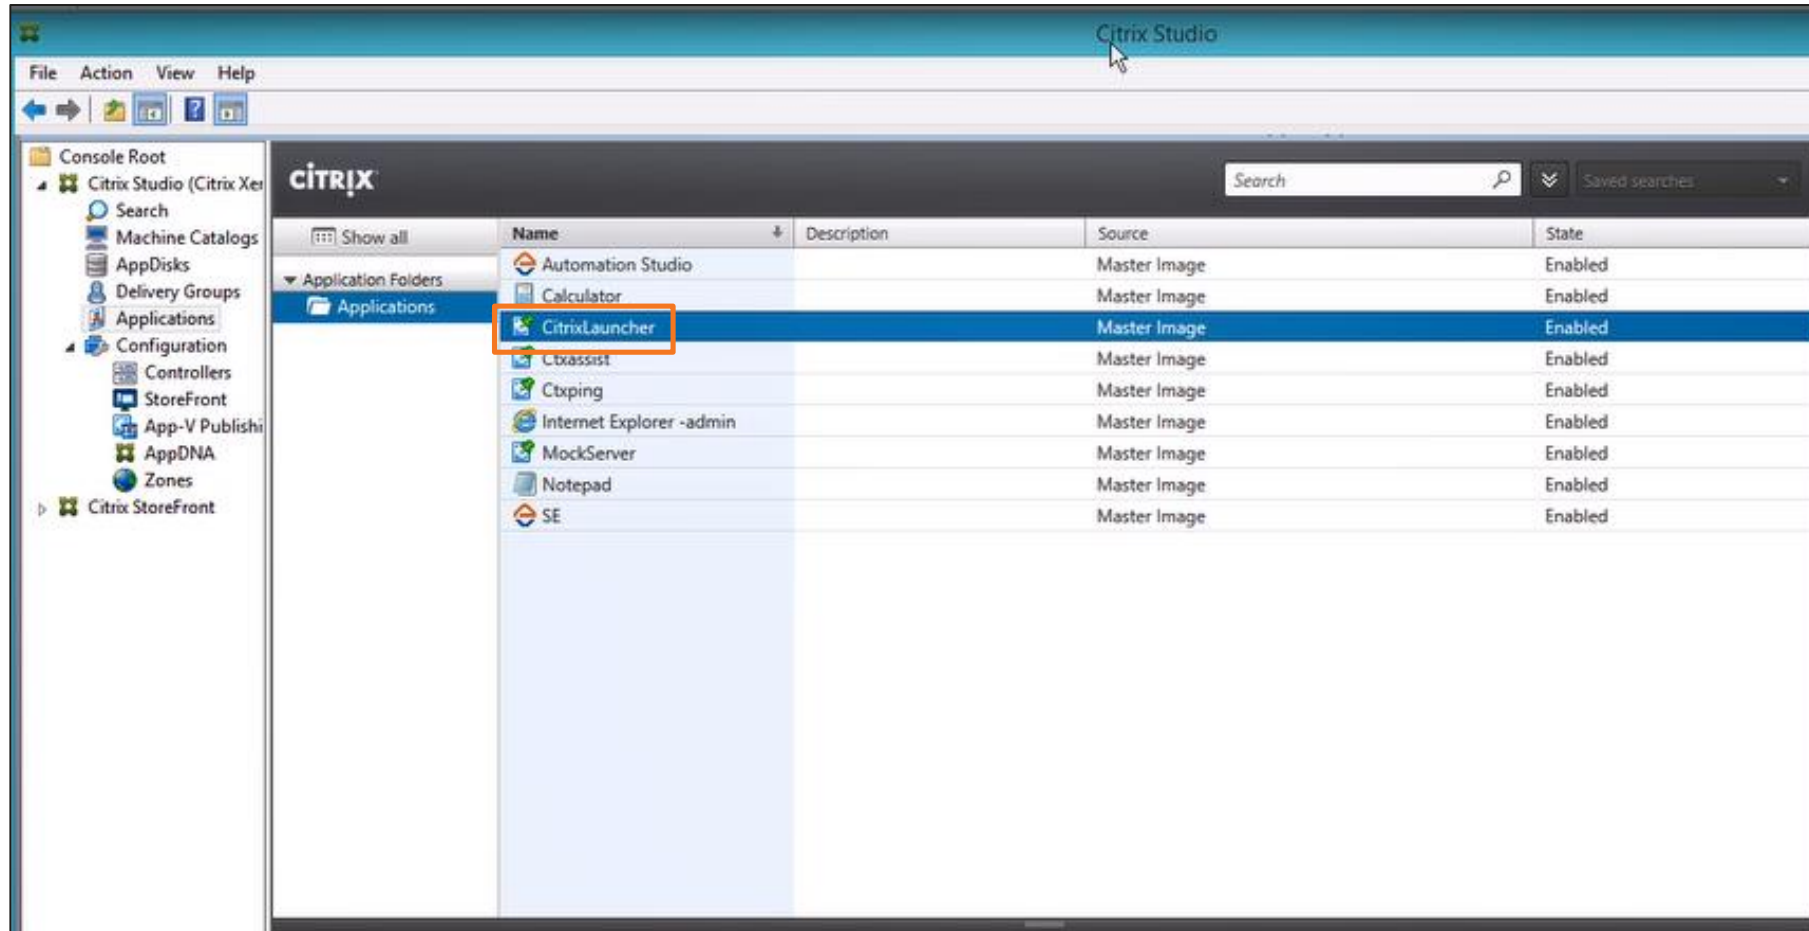 Citrix Studio
File Action View Help
Console Root
Citrix Studio (Citrix Xen
Search
Machine Catalogs
AppDisks
Delivery Groups
Applications
Configuration
Controllers
StoreFront
App-V Publishi
AppDNA
Zones
Citrix StoreFront
CİTRIX
Search
Saved searches
Show all
Application Folders
Applications
Name Description Source State
Automation Studio Master Image Enabled
Calculator Master Image Enabled
CitrixLauncher Master Image Enabled
Ctxassist Master Image Enabled
Ctxping Master Image Enabled
Internet Explorer -admin Master Image Enabled
MockServer Master Image Enabled
Notepad Master Image Enabled
SE Master Image Enabled